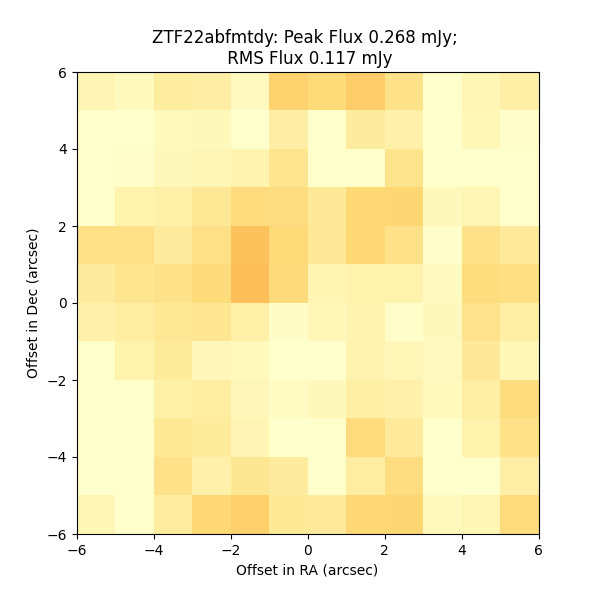 ZTF22abfmtdy: Peak Flux 0.268 mJy;
RMS Flux 0.117 mJy
6
4
2
0
−2
−4
−6
Offset in Dec (arcsec)
−6 −4 −2 0 2 4 6
Offset in RA (arcsec)